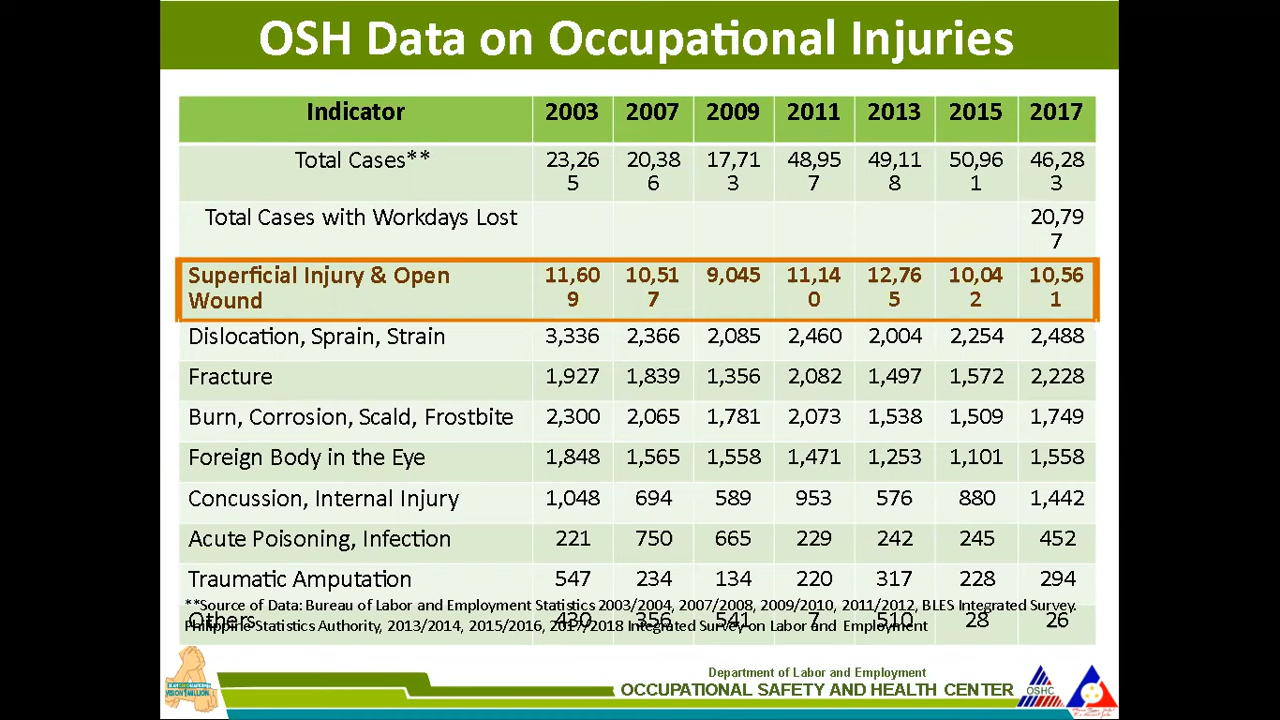 OSH Data on Occupational Injuries
Indicator 2003 2007 2009 2011 2013 2015 2017
Total Cases** 23,265 20,386 17,713 48,957 49,118 50,961 46,283
Total Cases with Workdays Lost 20,797
Superficial Injury & Open Wound 11,609 10,517 9,045 11,140 12,765 10,042 10,561
Dislocation, Sprain, Strain 3,336 2,366 2,085 2,460 2,004 2,254 2,488
Fracture 1,927 1,839 1,356 2,082 1,497 1,572 2,228
Burn, Corrosion, Scald, Frostbite 2,300 2,065 1,781 2,073 1,538 1,509 1,749
Foreign Body in the Eye 1,848 1,565 1,558 1,471 1,253 1,101 1,558
Concussion, Internal Injury 1,048 694 589 953 576 880 1,442
Acute Poisoning, Infection 221 750 665 229 242 245 452
Traumatic Amputation 547 234 134 220 317 228 294
**Source of Data: Bureau of Labor and Employment Statistics 2003/2004, 2007/2008, 2009/2010, 2011/2012, BLES Integrated Survey.
Others 430 356 541 7 510 28 26
Philippine Statistics Authority, 2013/2014, 2015/2016, 2017/2018 Integrated Survey on Labor and Employment
Department of Labor and Employment
OCCUPATIONAL SAFETY AND HEALTH CENTER
OSHC